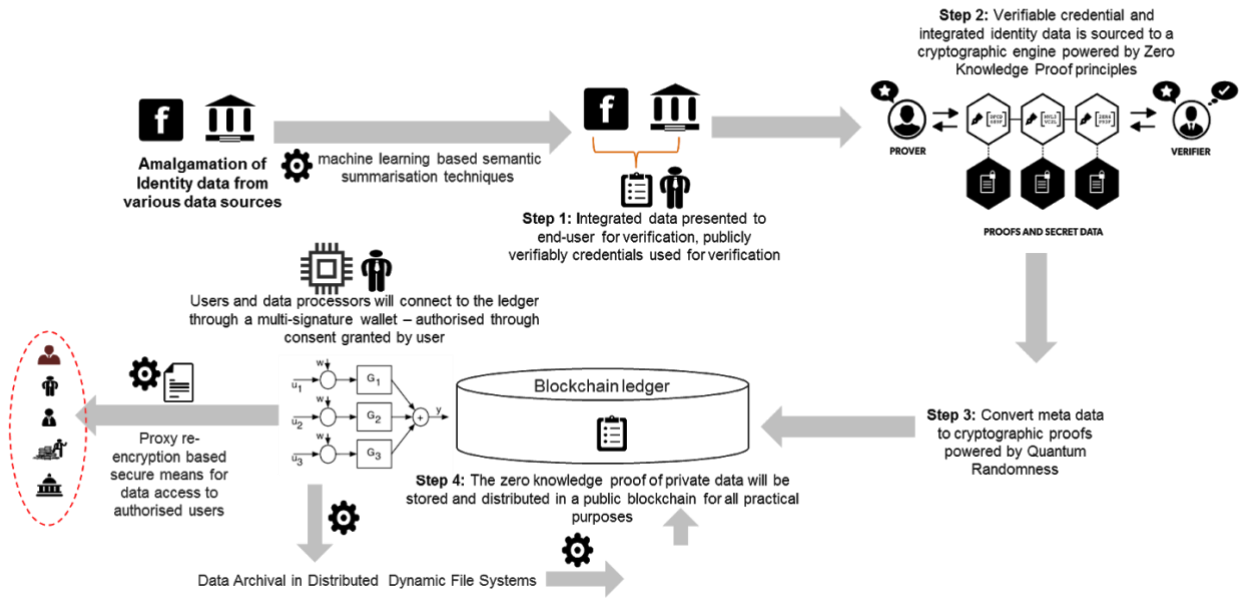 Step 2: Verifiable credential and
integrated identity data is sourced to a
cryptographic engine powered by Zero
Knowledge Proof principles
f
f
PROVER
VERIFIER
PROOFS AND SECRET DATA
Amalgamation of
Identity data from
various data sources
machine learning based semantic
summarisation techniques
Step 1: Integrated data presented to
end-user for verification, publicly
verifiably credentials used for verification
Users and data processors will connect to the ledger
through a multi-signature wallet – authorised through
consent granted by user
w
u1
G1
w
u2
G2
w
u3
G3
+
y
Blockchain ledger
Step 3: Convert meta data
to cryptographic proofs
powered by Quantum
Randomness
Proxy re-
encryption based
secure means for
data access to
authorised users
Step 4: The zero knowledge proof of private data will be
stored and distributed in a public blockchain for all practical
purposes
Data Archival in Distributed Dynamic File Systems